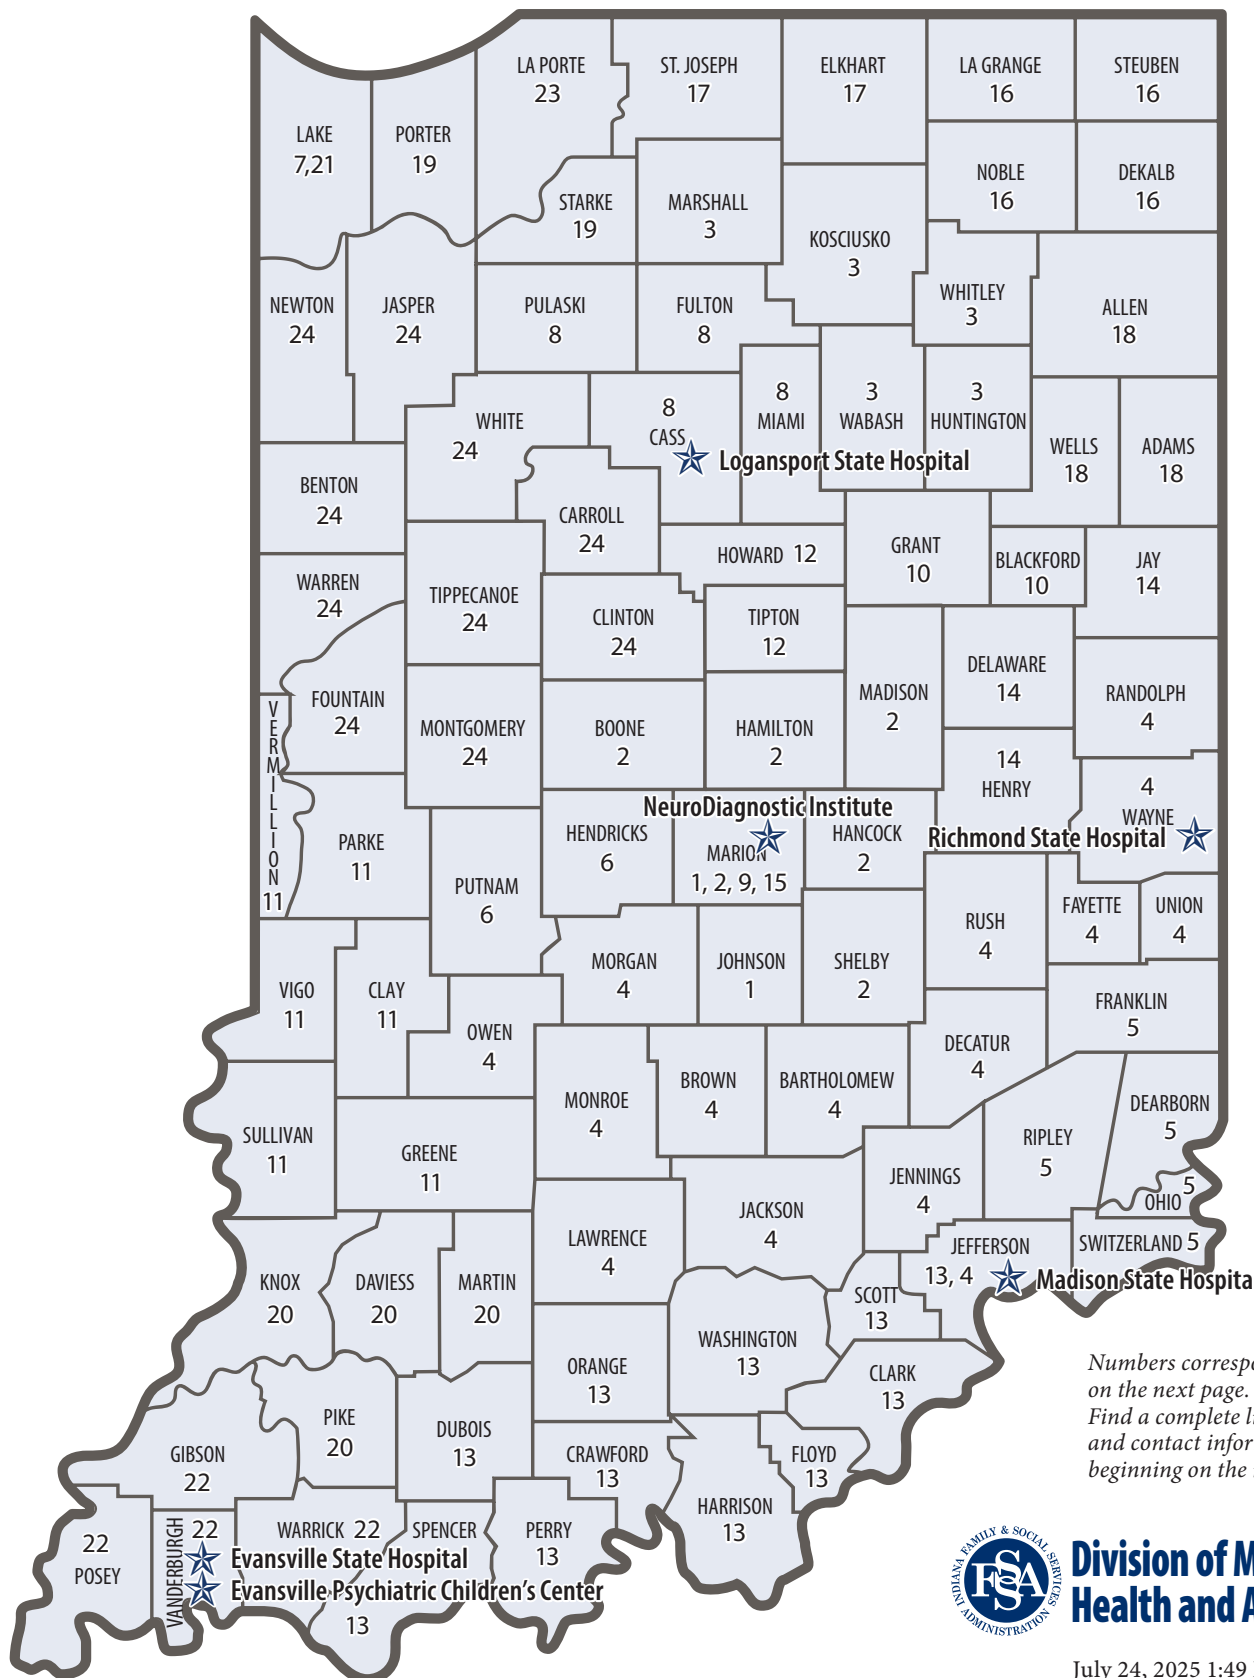 LA PORTE
23
ST. JOSEPH
17
ELKHART
17
LA GRANGE
16
STEUBEN
16
LAKE
7,21
PORTER
19
NOBLE
16
DEKALB
16
STARKE
19
MARSHALL
3
KOSCIUSKO
3
WHITLEY
3
ALLEN
18
NEWTON
24
JASPER
24
PULASKI
8
FULTON
8
WHITE
24
8
CASS
8
MIAMI
3
WABASH
3
HUNTINGTON
WELLS
18
ADAMS
18
Logansport State Hospital
BENTON
24
CARROLL
24
HOWARD 12
GRANT
10
BLACKFORD
10
JAY
14
WARREN
24
TIPPECANOE
24
CLINTON
24
TIPTON
12
DELAWARE
14
RANDOLPH
4
FOUNTAIN
24
MONTGOMERY
24
BOONE
2
HAMILTON
2
MADISON
2
14
HENRY
4
WAYNE
VERMILLION
11
NeuroDiagnostic Institute
Richmond State Hospital
PARKE
11
PUTNAM
6
HENDRICKS
6
MARION
1, 2, 9, 15
HANCOCK
2
RUSH
4
FAYETTE
4
UNION
4
VIGO
11
CLAY
11
OWEN
4
MORGAN
4
JOHNSON
1
SHELBY
2
FRANKLIN
5
DECATUR
4
SULLIVAN
11
GREENE
11
MONROE
4
BROWN
4
BARTHOLOMEW
4
DEARBORN
5
RIPLEY
5
JENNINGS
4
5
OHIO
LAWRENCE
4
JACKSON
4
JEFFERSON
13, 4
SWITZERLAND 5
Madison State Hospita
KNOX
20
DAVIESS
20
MARTIN
20
SCOTT
13
WASHINGTON
13
ORANGE
13
CLARK
13
PIKE
20
DUBOIS
13
GIBSON
22
CRAWFORD
13
FLOYD
13
HARRISON
13
22
POSEY
VANDERBURGH
22
WARRICK 22
SPENCER
13
PERRY
13
Evansville State Hospital
Evansville Psychiatric Children's Center
Numbers correspo
on the next page.
Find a complete li
and contact infor
beginning on the
INDIANA FAMILY & SOCIAL SERVICES ADMINISTRATION
FSSA
Division of M
Health and A
July 24, 2025 1:49